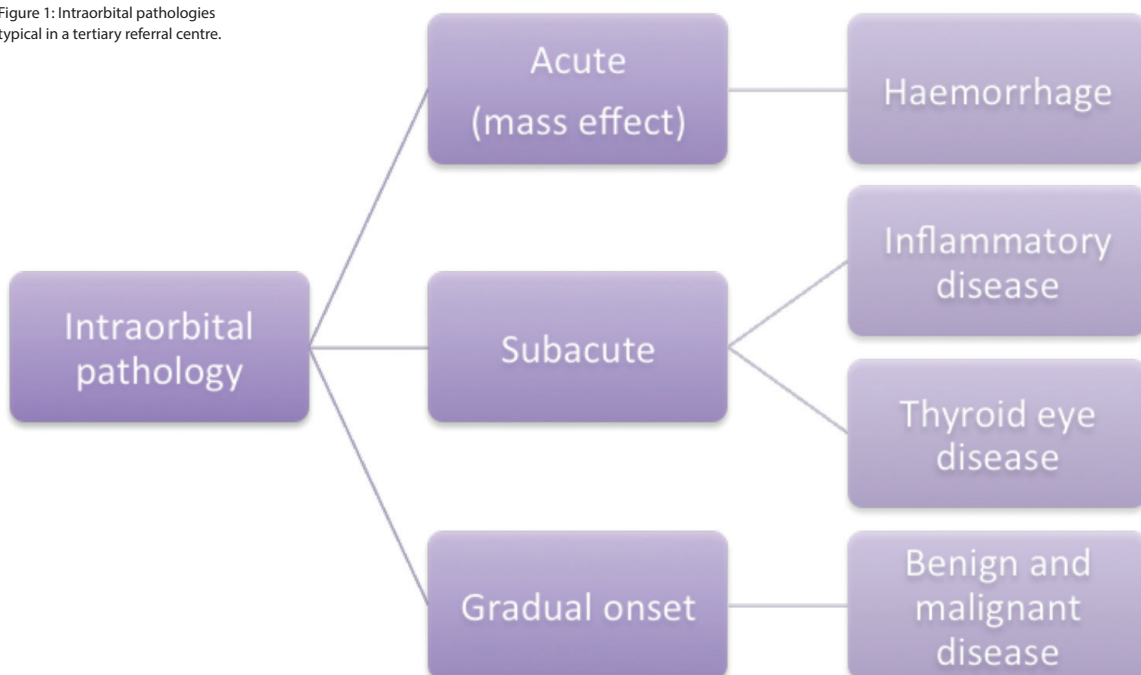 Figure 1: Intraorbital pathologies
typical in a tertiary referral centre.
Acute
(mass effect)
Haemorrhage
Inflammatory
disease
Intraorbital
pathology
Subacute
Thyroid eye
disease
Gradual onset
Benign and
malignant
disease